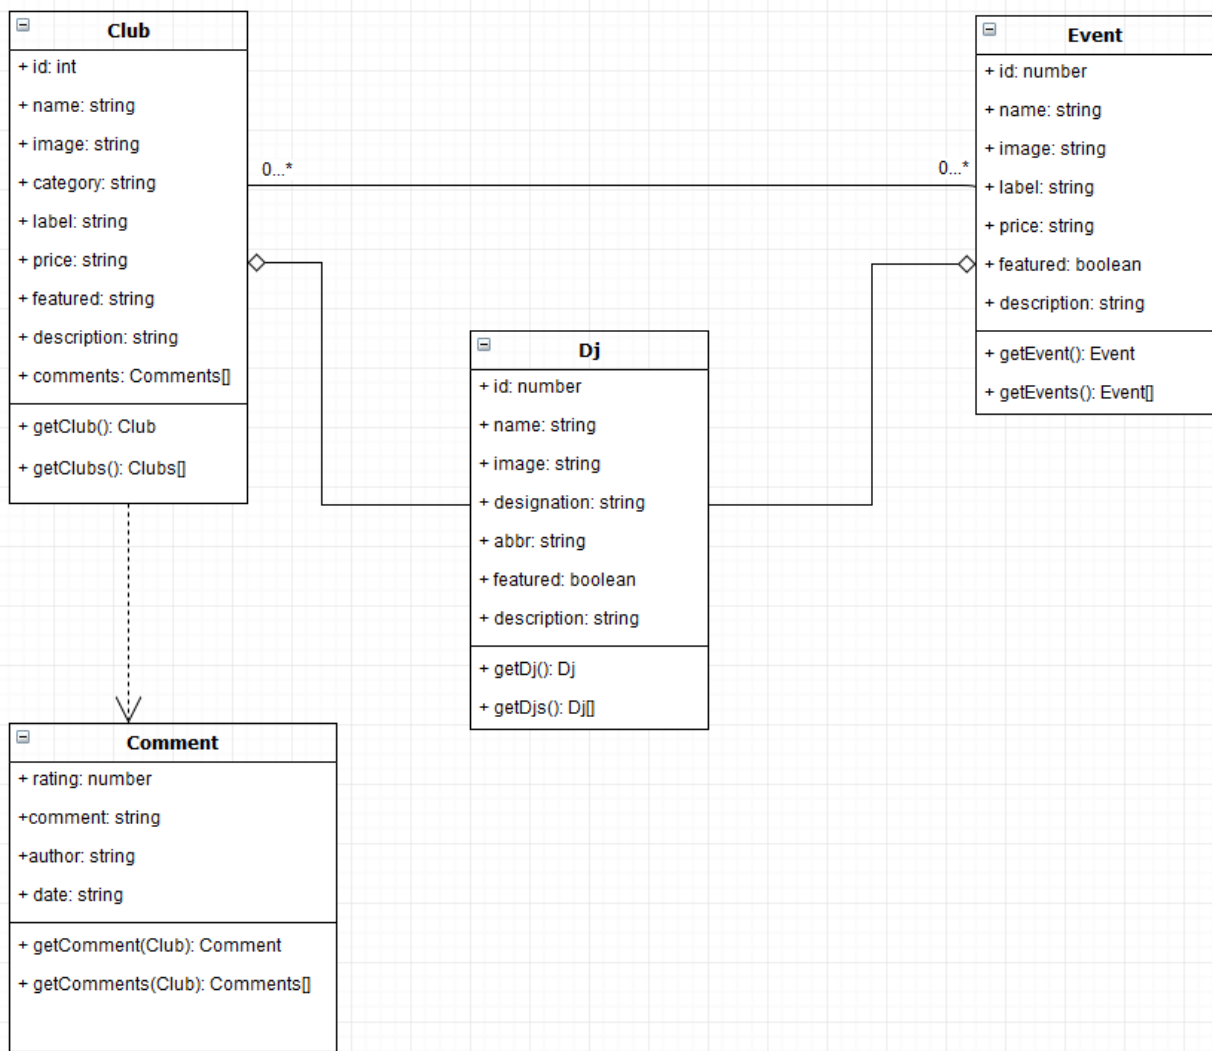 Club
+ id: int
+ name: string
+ image: string
+ category: string
+ label: string
+ price: string
+ featured: string
+ description: string
+ comments: Comments[]
+ getClub(): Club
+ getClubs(): Clubs[]
0...*
0...*
Event
+ id: number
+ name: string
+ image: string
+ label: string
+ price: string
+ featured: boolean
+ description: string
+ getEvent(): Event
+ getEvents(): Event[]
Dj
+ id: number
+ name: string
+ image: string
+ designation: string
+ abbr: string
+ featured: boolean
+ description: string
+ getDj(): Dj
+ getDjs(): Dj[]
Comment
+ rating: number
+comment: string
+author: string
+ date: string
+ getComment(Club): Comment
+ getComments(Club): Comments[]